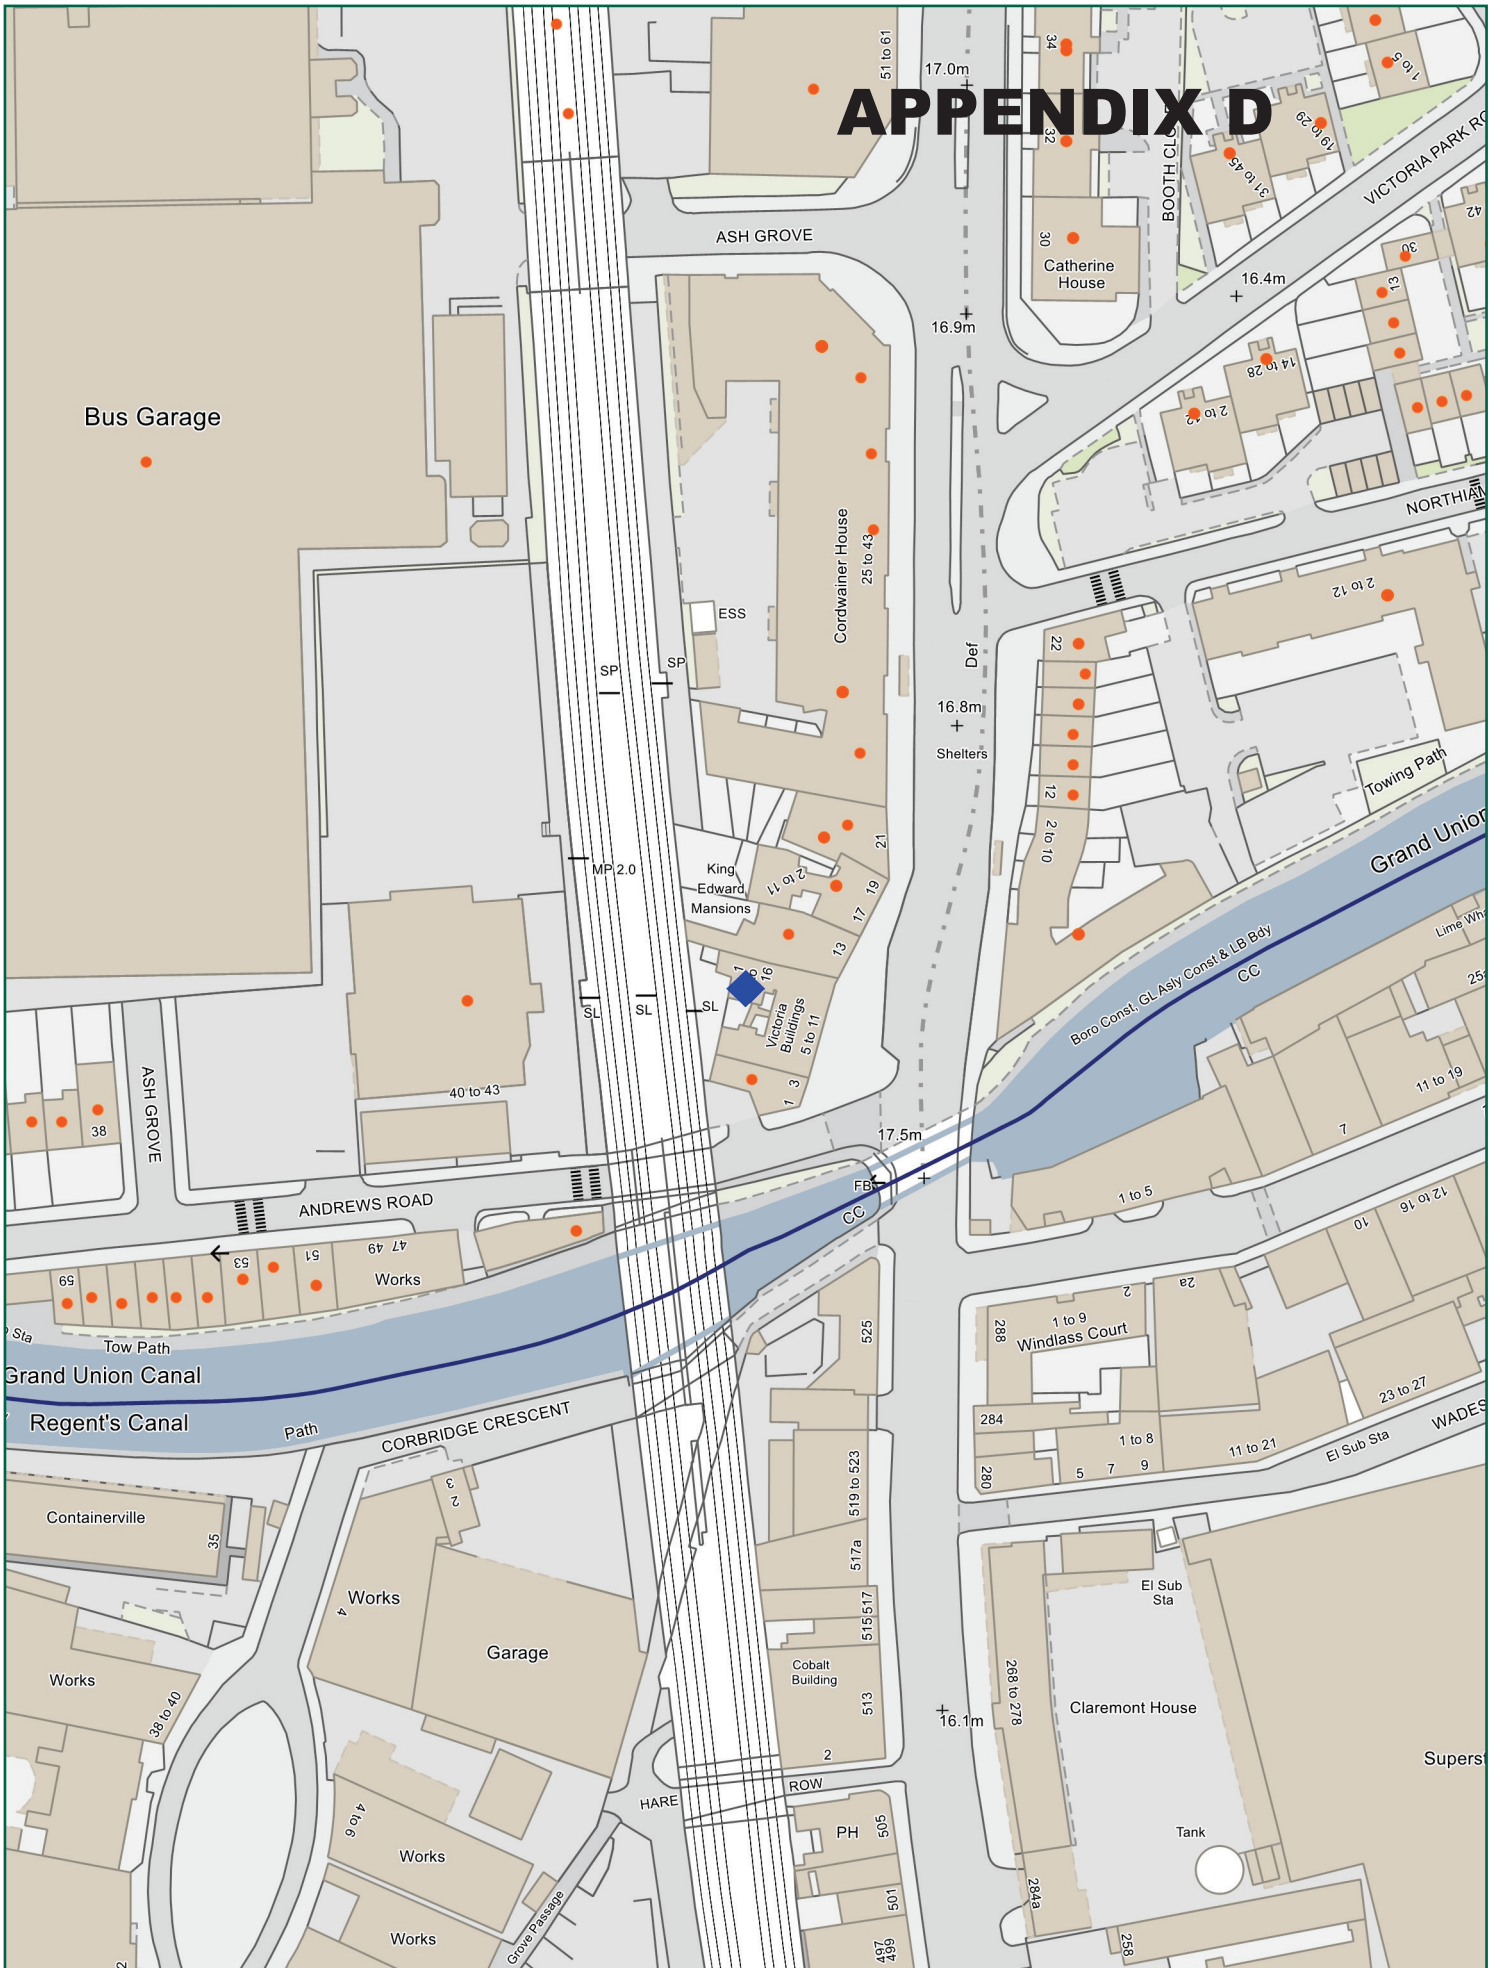 APPENDIX D
51 to 61
17.0m
34
32
1 to 5
19 to 29
31 to 45
VICTORIA PARK
42
ASH GROVE
30
Catherine
House
30
13
16.4m
16.9m
14 to 28
2 to 12
Bus Garage
Cordwainer House
25 to 43
ESS
SP
SP
Def
22
2 to 12
16.8m
Shelters
12
2 to 10
Towing Path
Grand Union
MP 2.0
King
Edward
Mansions
2 to 11
21
19
17
13
16
Victoria
Buildings
5 to 11
3
1
SL
SL
SL
Boro Const, GL Asly Const & LB Bdy
CC
11 to 19
7
40 to 43
ASH GROVE
38
17.5m
FB
CC
1 to 5
12 to 16
10
ANDREWS ROAD
59
53
51
49
47
Works
Tow Path
Grand Union Canal
Regent's Canal
Path
CORBRIDGE CRESCENT
525
288
1 to 9
Windlass Court
2
2a
284
280
1 to 8
5
7
9
11 to 21
23 to 27
El Sub Sta
Containerville
35
3
2
519 to 523
517a
517
515
Works
4
Garage
El Sub
Sta
Works
38 to 40
Cobalt
Building
513
268 to 278
Claremont House
16.1m
2
HARE
ROW
PH
505
4 to 6
Works
Tank
501
284a
Grove Passage
Works
497
499
258